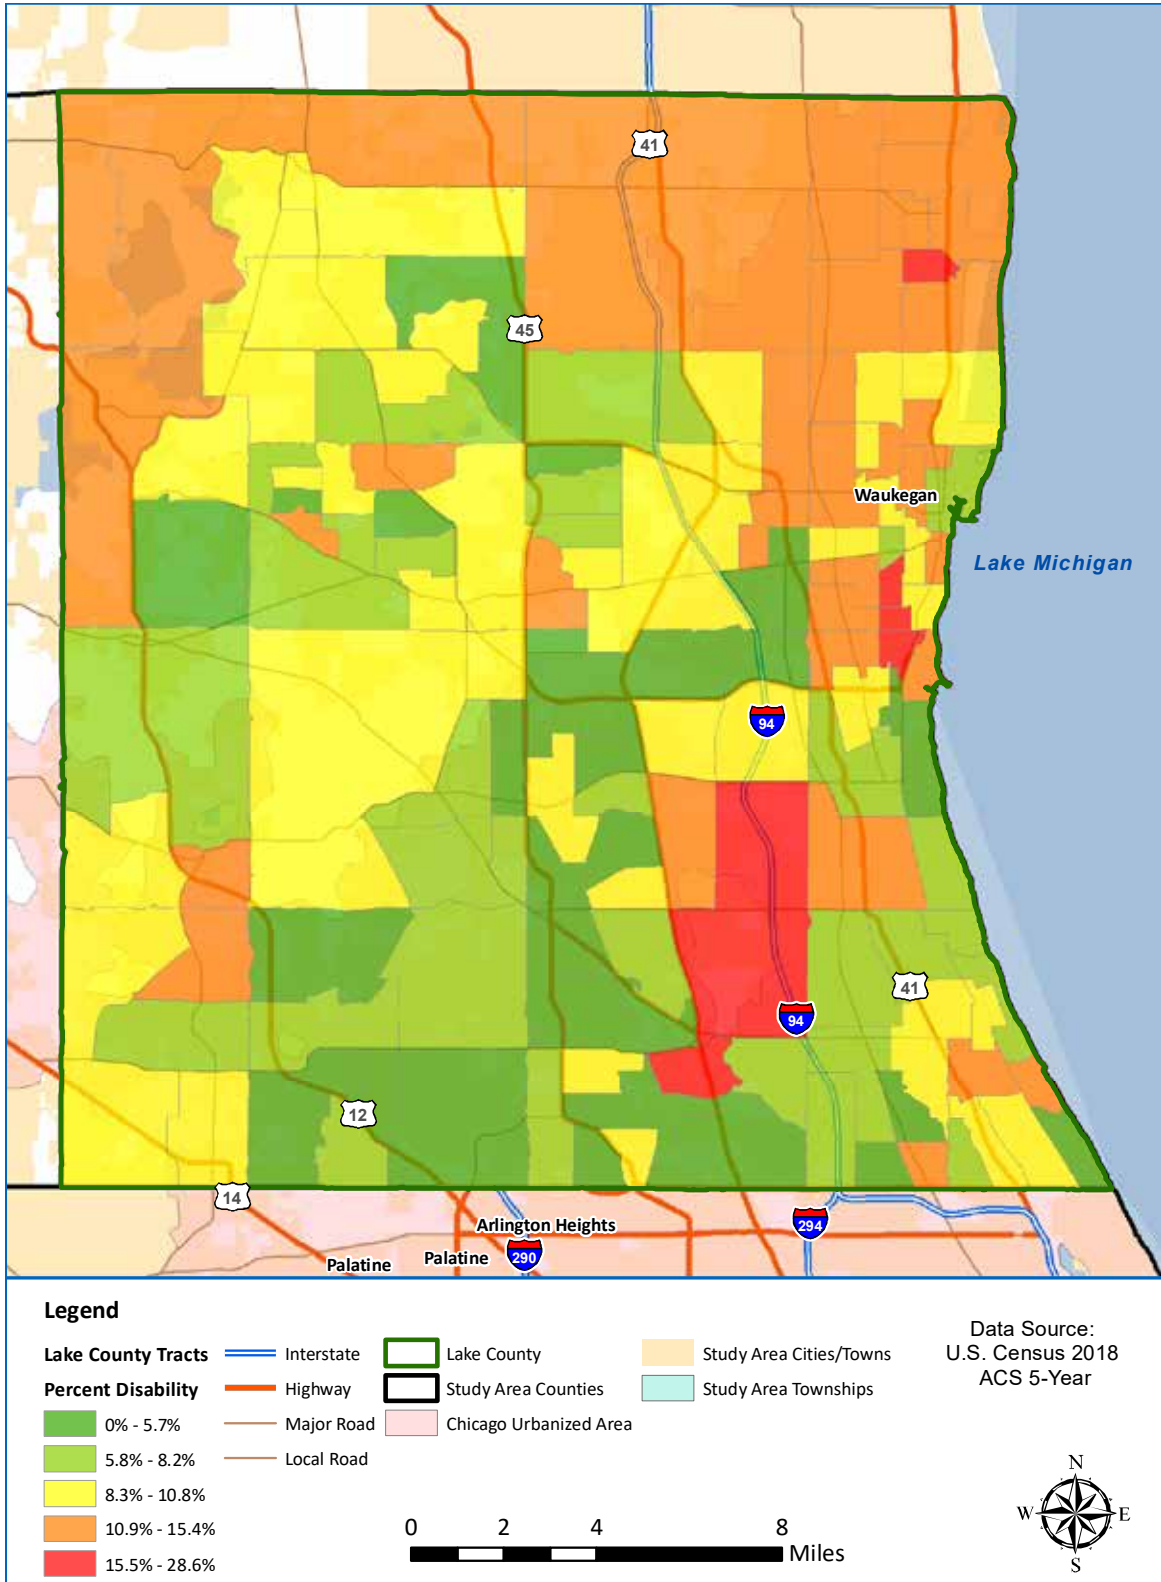 41
45
Waukegan
Lake Michigan
94
41
94
12
14
Arlington Heights
294
Palatine
Palatine
290
Legend
Lake County Tracts
Percent Disability
0% - 5.7%
5.8% - 8.2%
8.3% - 10.8%
10.9% - 15.4%
15.5% - 28.6%
Interstate
Highway
Major Road
Local Road
Lake County
Study Area Counties
Chicago Urbanized Area
Study Area Cities/Towns
Study Area Townships
Data Source:
U.S. Census 2018
ACS 5-Year
N
W E
S
0 2 4 8
Miles